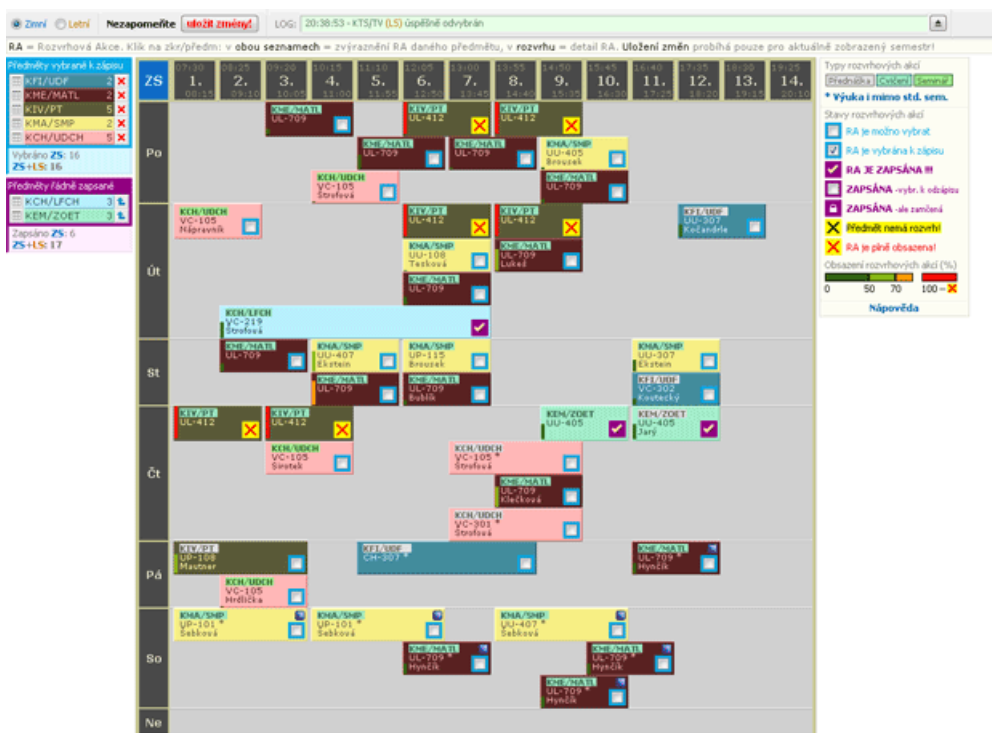 Zimní Letní Nezapomeňte uložit změny! LOG: 20:38:53 - KTS/TV (LS) úspěšně odvybrán
RA = Rozvrhová Akce. Klik na zkr/předm: v obou seznamech = zvýraznění RA daného předmětu, v rozvrhu = detail RA. Uložení změn probíhá pouze pro aktuálně zobrazený semestr!
Předměty vybrané k zápisu
KFI/UDF 2
KME/MATL 2
KIV/PT 5
KMA/SMP 2
KCH/UDCH 5
Vybráno ZS: 16
ZS+LS: 16
Předměty řádně zapsané
KCH/LFCH 3
KEM/ZOET 3
Zapsáno ZS: 6
ZS+LS: 17
ZS
07:30 08:25 09:20 10:15 11:10 12:05 13:00 13:55 14:50 15:45 16:40 17:35 18:30 19:25
1. 2. 3. 4. 5. 6. 7. 8. 9. 10. 11. 12. 13. 14.
08:15 09:10 10:05 11:00 11:55 12:50 13:45 14:40 15:35 16:30 17:25 18:20 19:15 20:10
Po
KME/MATL
UL-709
KIV/PT
UL-412
KIV/PT
UL-412
KME/MATL
UL-709
KME/MATL
UL-709
KMA/SMP
UU-405
Brousek
KCH/UDCH
VC-105
Štrofová
KME/MATL
UL-709
Út
KCH/UDCH
VC-105
Nápravník
KIV/PT
UL-412
KIV/PT
UL-412
KFI/UDF
UU-307
Kočandrle
KMA/SMP
UU-108
Tesková
KME/MATL
UL-709
Lukeš
KME/MATL
UL-709
KCH/LFCH
VC-219
Štrofová
St
KME/MATL
UL-709
KMA/SMP
UU-407
Ekstein
KMA/SMP
UP-115
Brousek
KMA/SMP
UU-307
Ekstein
KME/MATL
UL-709
KME/MATL
UL-709
Bublík
KFI/UDF
VC-302
Koutecký
Čt
KIV/PT
UL-412
KIV/PT
UL-412
KEM/ZOET
UU-405
KEM/ZOET
UU-405
Jarý
KCH/UDCH
VC-105
Sirotek
KCH/UDCH
VC-105 *
Štrofová
KME/MATL
UL-709
Klečková
KCH/UDCH
VC-301 *
Štrofová
Pá
KIV/PT
UP-108
Mautner
KFI/UDF
CH-307 *
KME/MATL
UL-709 *
Hynčík
KCH/UDCH
VC-105
Hrdlička
So
KMA/SMP
UP-101 *
Šebková
KMA/SMP
UP-101 *
Šebková
KMA/SMP
UU-407 *
Šebková
KME/MATL
UL-709 *
Hynčík
KME/MATL
UL-709 *
Hynčík
KME/MATL
UL-709 *
Hynčík
Ne
Typy rozvrhových akcí
Přednáška Cvičení Seminář
* Výuka i mimo std. sem.
Stavy rozvrhových akcí
RA je možno vybrat
RA je vybrána k zápisu
RA JE ZAPSÁNA !!!
ZAPSÁNA -vybr. k odzápisu
ZAPSÁNA -ale zamčená
Předmět nemá rozvrh!
RA je plně obsazena!
Obsazení rozvrhových akcí (%)
0 50 70 100 =
Nápověda